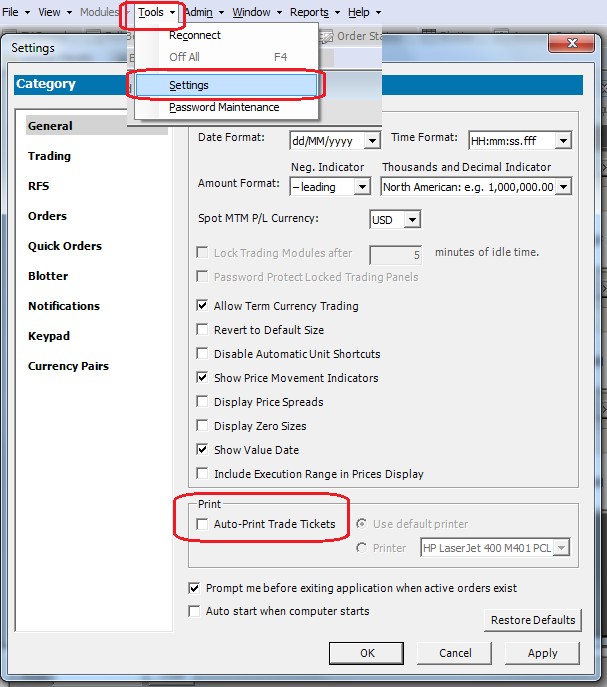 File View Modules Tools Admin Window Reports Help
Reconnect
Order Sta
Off All F4
Settings
Settings
Password Maintenance
Category
General
Trading
RFS
Orders
Quick Orders
Blotter
Notifications
Keypad
Currency Pairs
Date Format: dd/MM/yyyy Time Format: HH:mm:ss.fff
Neg. Indicator Thousands and Decimal Indicator
Amount Format: – leading North American: e.g. 1,000,000.00
Spot MTM P/L Currency: USD
Lock Trading Modules after 5 minutes of idle time.
Password Protect Locked Trading Panels
Allow Term Currency Trading
Revert to Default Size
Disable Automatic Unit Shortcuts
Show Price Movement Indicators
Display Price Spreads
Display Zero Sizes
Show Value Date
Include Execution Range in Prices Display
Print
Auto-Print Trade Tickets Use default printer
Printer HP LaserJet 400 M401 PCL
Prompt me before exiting application when active orders exist
Auto start when computer starts
Restore Defaults
OK Cancel Apply